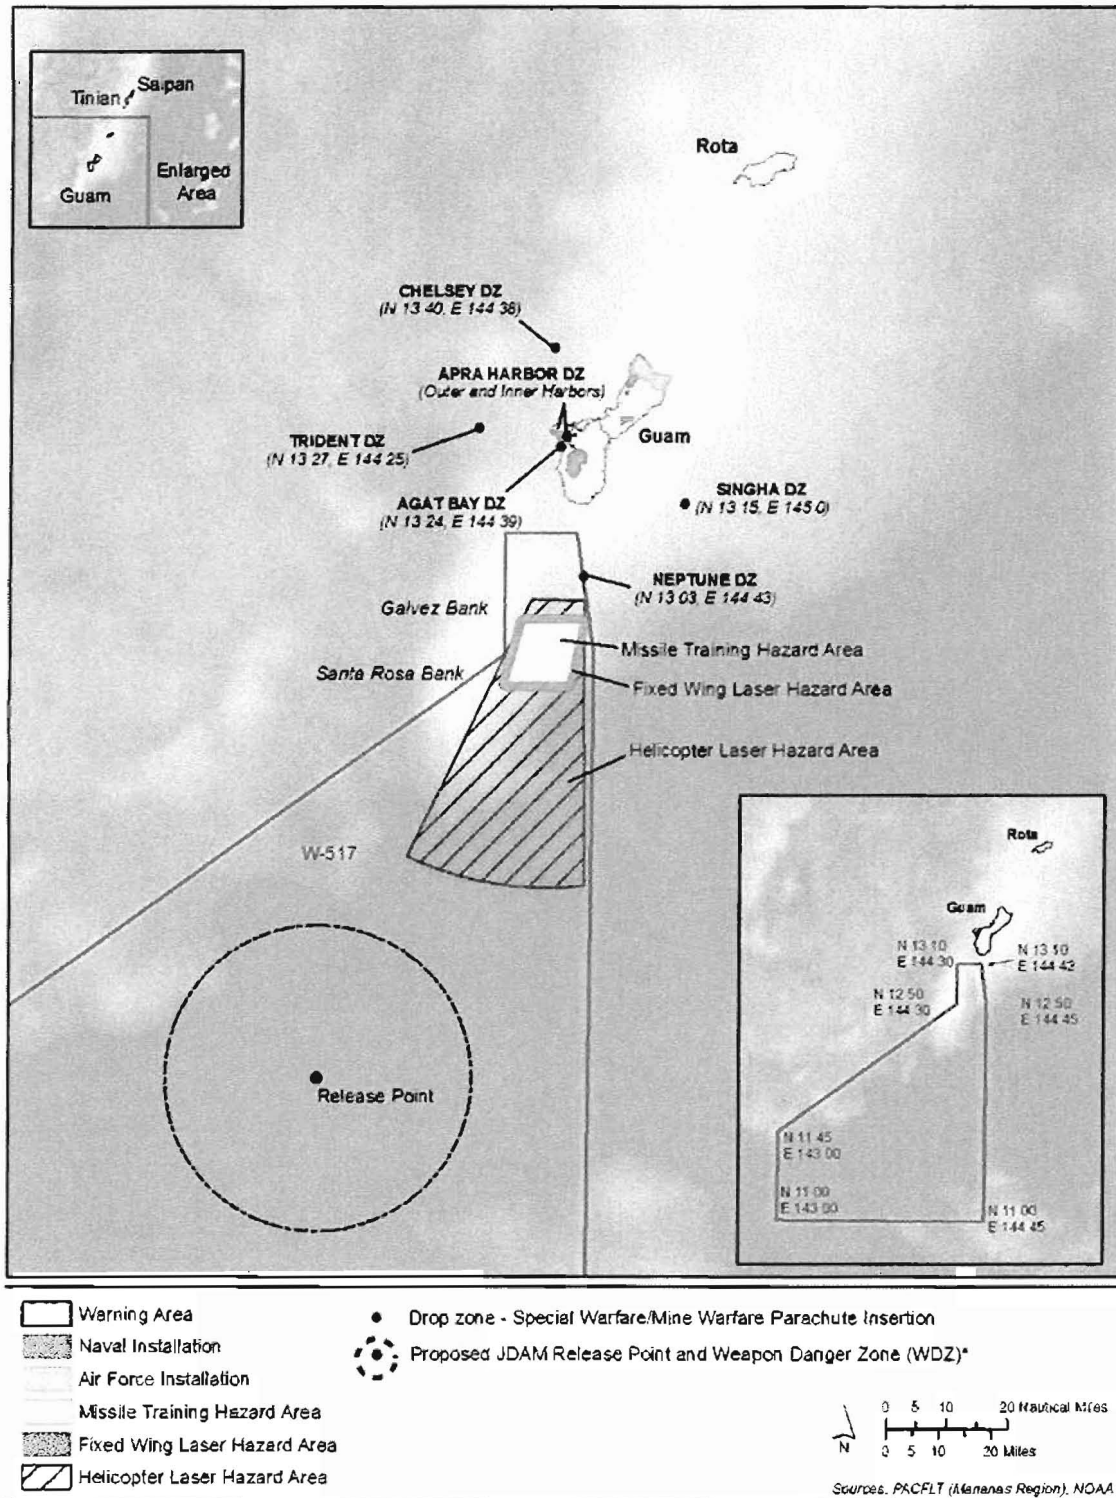 Saipan
Tinian
Guam
Enlarged
Area
Rota
CHELSEY DZ
(N 13 40, E 144 38)
APRA HARBOR DZ
(Outer and Inner Harbors)
Guam
TRIDENT DZ
(N 13 27, E 144 25)
AGAT BAY DZ
(N 13 24, E 144 39)
SINGHA DZ
(N 13 15, E 145 0)
NEPTUNE DZ
(N 13 03, E 144 43)
Galvez Bank
Missile Training Hazard Area
Santa Rosa Bank
Fixed Wing Laser Hazard Area
Helicopter Laser Hazard Area
W-517
Release Point
Rota
Guam
N 13 10
E 144 30
N 13 10
E 144 42
N 12 50
E 144 30
N 12 50
E 144 45
N 11 45
E 143 00
N 11 00
E 143 00
N 11 00
E 144 45
Warning Area
Naval Installation
Air Force Installation
Missile Training Hazard Area
Fixed Wing Laser Hazard Area
Helicopter Laser Hazard Area
Drop zone - Special Warfare/Mine Warfare Parachute Insertion
Proposed JDAM Release Point and Weapon Danger Zone (WDZ)*
N
0 5 10 20 Nautical Miles
0 5 10 20 Miles
Sources: PACFLT (Marianas Region), NOAA